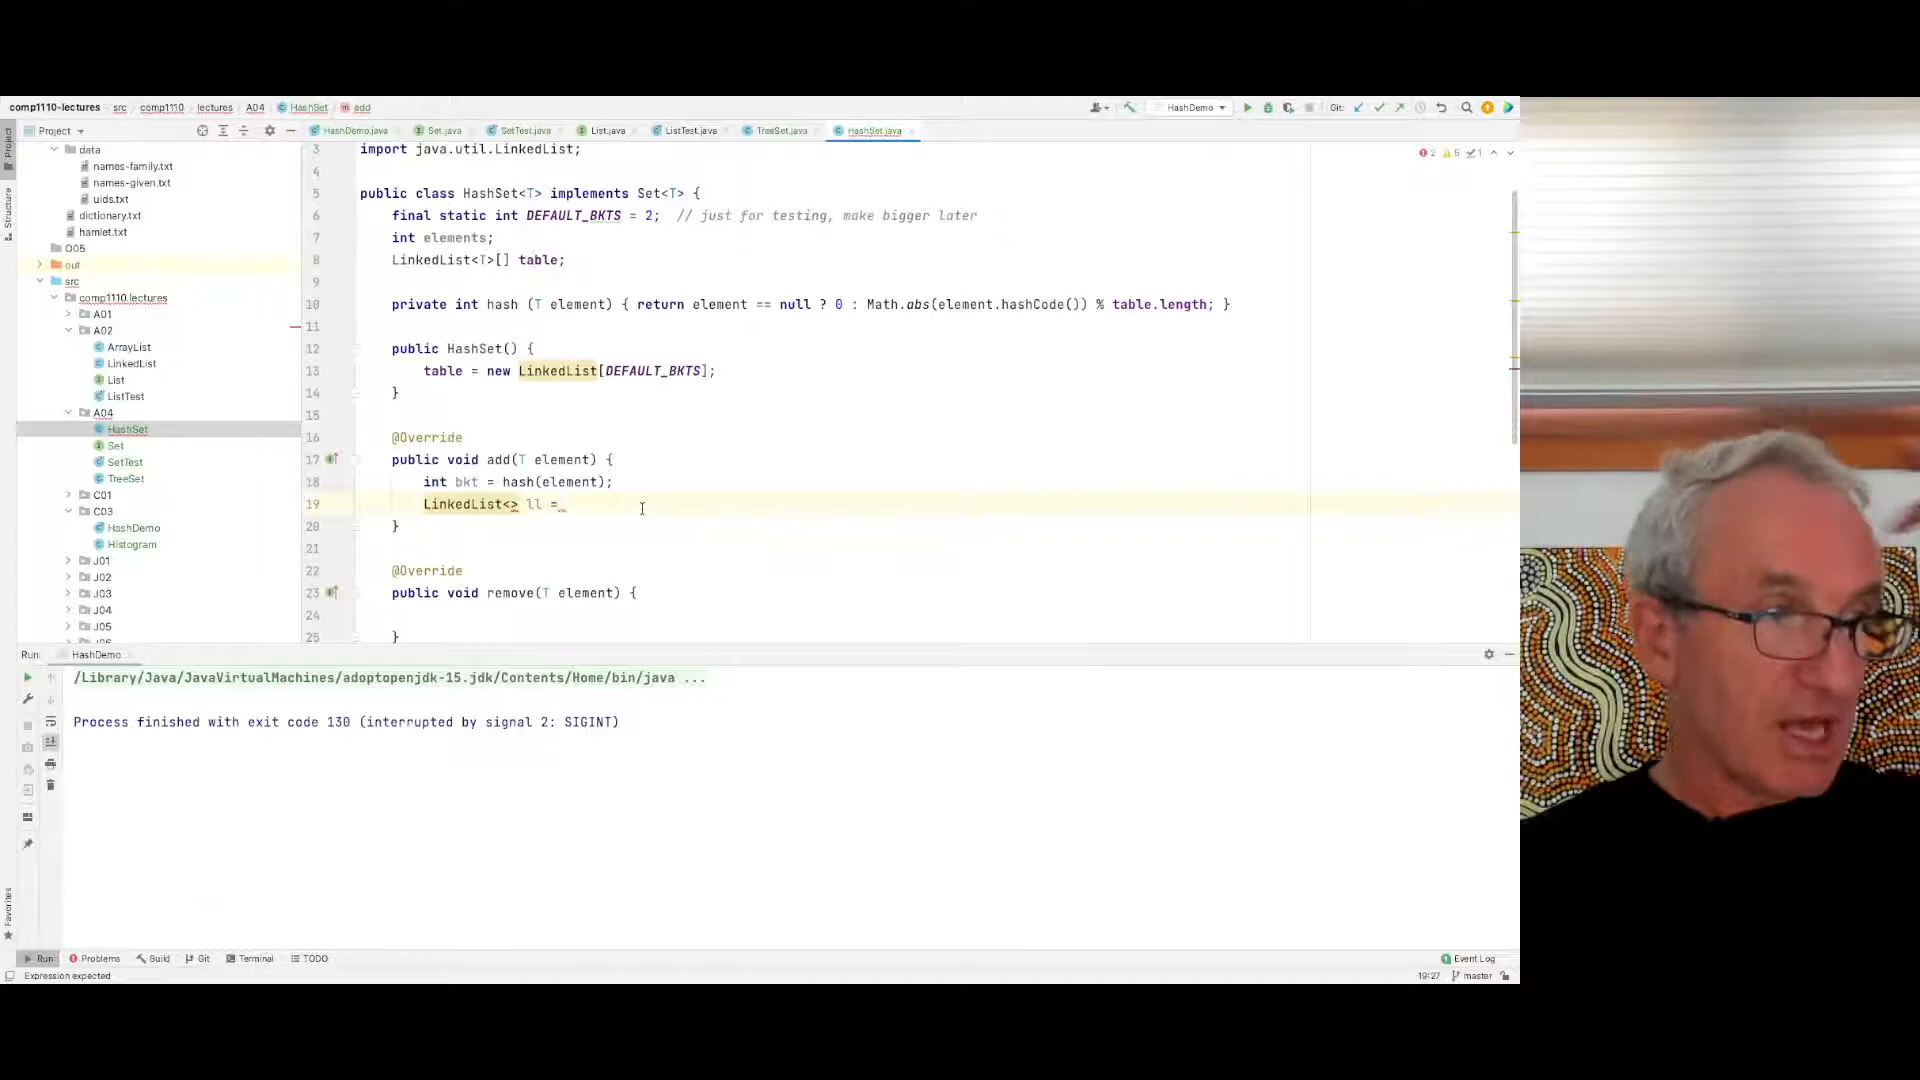 comp1110-lectures src comp1110 lectures A04 HashSet add
HashDemo
Git:
Project
HashDemo.java
Set.java
SetTest.java
List.java
ListTest.java
TreeSet.java
HashSet.java
Project
Structure
Favorites
data
names-family.txt
names-given.txt
uids.txt
dictionary.txt
hamlet.txt
O05
out
src
comp1110.lectures
A01
A02
ArrayList
LinkedList
List
ListTest
A04
HashSet
Set
SetTest
TreeSet
C01
C03
HashDemo
Histogram
J01
J02
J03
J04
J05
J06
2 5 1
3 import java.util.LinkedList;
4
5 public class HashSet<T> implements Set<T> {
6 final static int DEFAULT_BKTS = 2; // just for testing, make bigger later
7 int elements;
8 LinkedList<T>[] table;
9
10 private int hash (T element) { return element == null ? 0 : Math.abs(element.hashCode()) % table.length; }
11
12 public HashSet() {
13 table = new LinkedList[DEFAULT_BKTS];
14 }
15
16 @Override
17 public void add(T element) {
18 int bkt = hash(element);
19 LinkedList<> ll =
20 }
21
22 @Override
23 public void remove(T element) {
24
25 }
Run: HashDemo
/Library/Java/JavaVirtualMachines/adoptopenjdk-15.jdk/Contents/Home/bin/java ...
Process finished with exit code 130 (interrupted by signal 2: SIGINT)
Run Problems Build Git Terminal TODO
Event Log
Expression expected
19:27 master